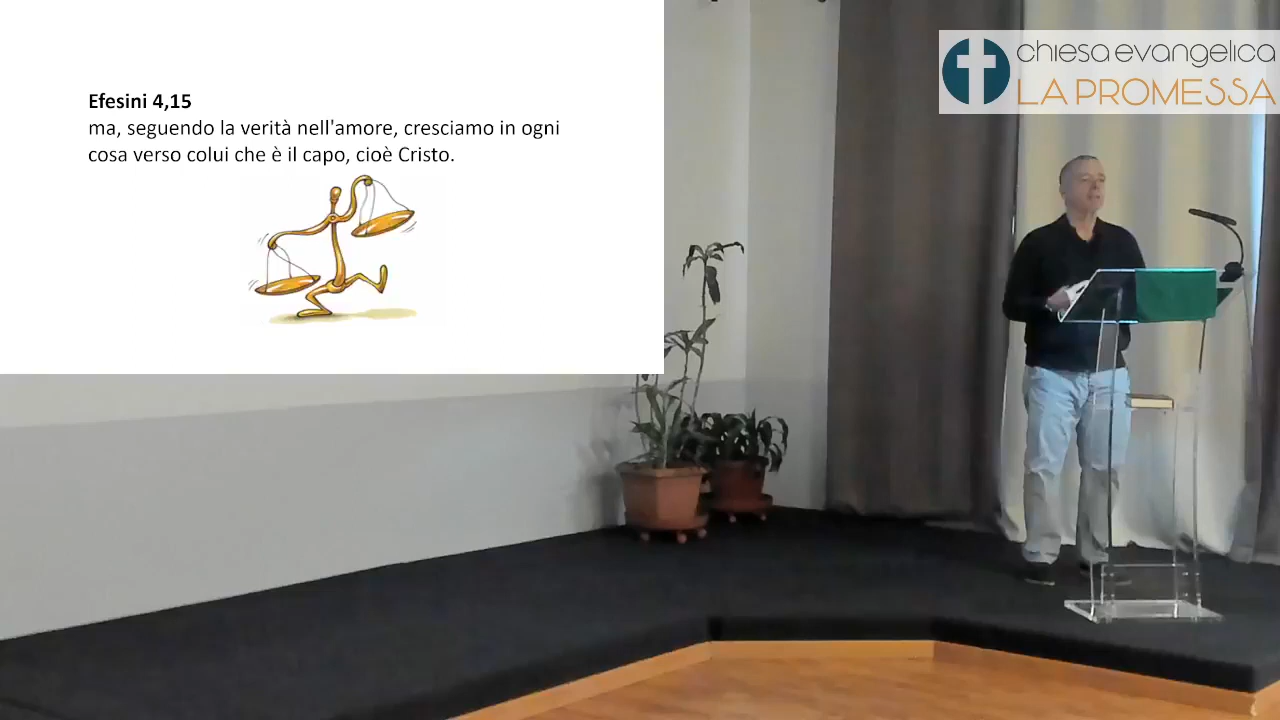 Efesini 4,15
ma, seguendo la verità nell'amore, cresciamo in ogni
cosa verso colui che è il capo, cioè Cristo.
chiesa evangelica
LA PROMESSA